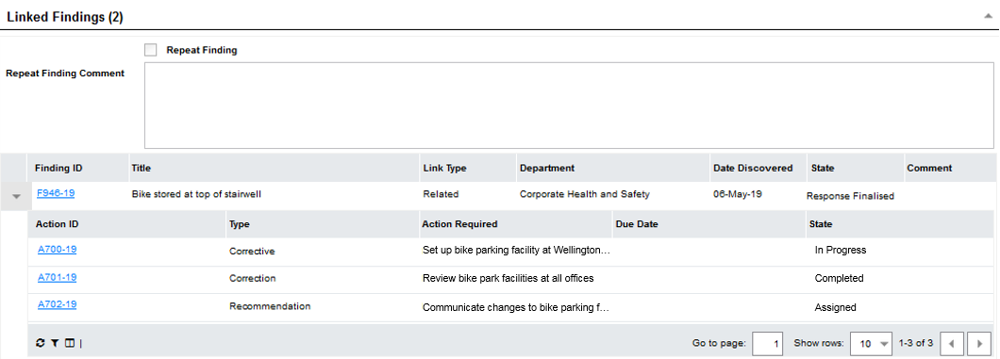 Linked Findings (2)
Repeat Finding
Repeat Finding Comment
Finding ID Title Link Type Department Date Discovered State Comment
F946-19 Bike stored at top of stairwell Related Corporate Health and Safety 06-May-19 Response Finalised
Action ID Type Action Required Due Date State
A700-19 Corrective Set up bike parking facility at Wellington... In Progress
A701-19 Correction Review bike park facilities at all offices Completed
A702-19 Recommendation Communicate changes to bike parking f... Assigned
| Go to page: 1 Show rows: 10 1-3 of 3